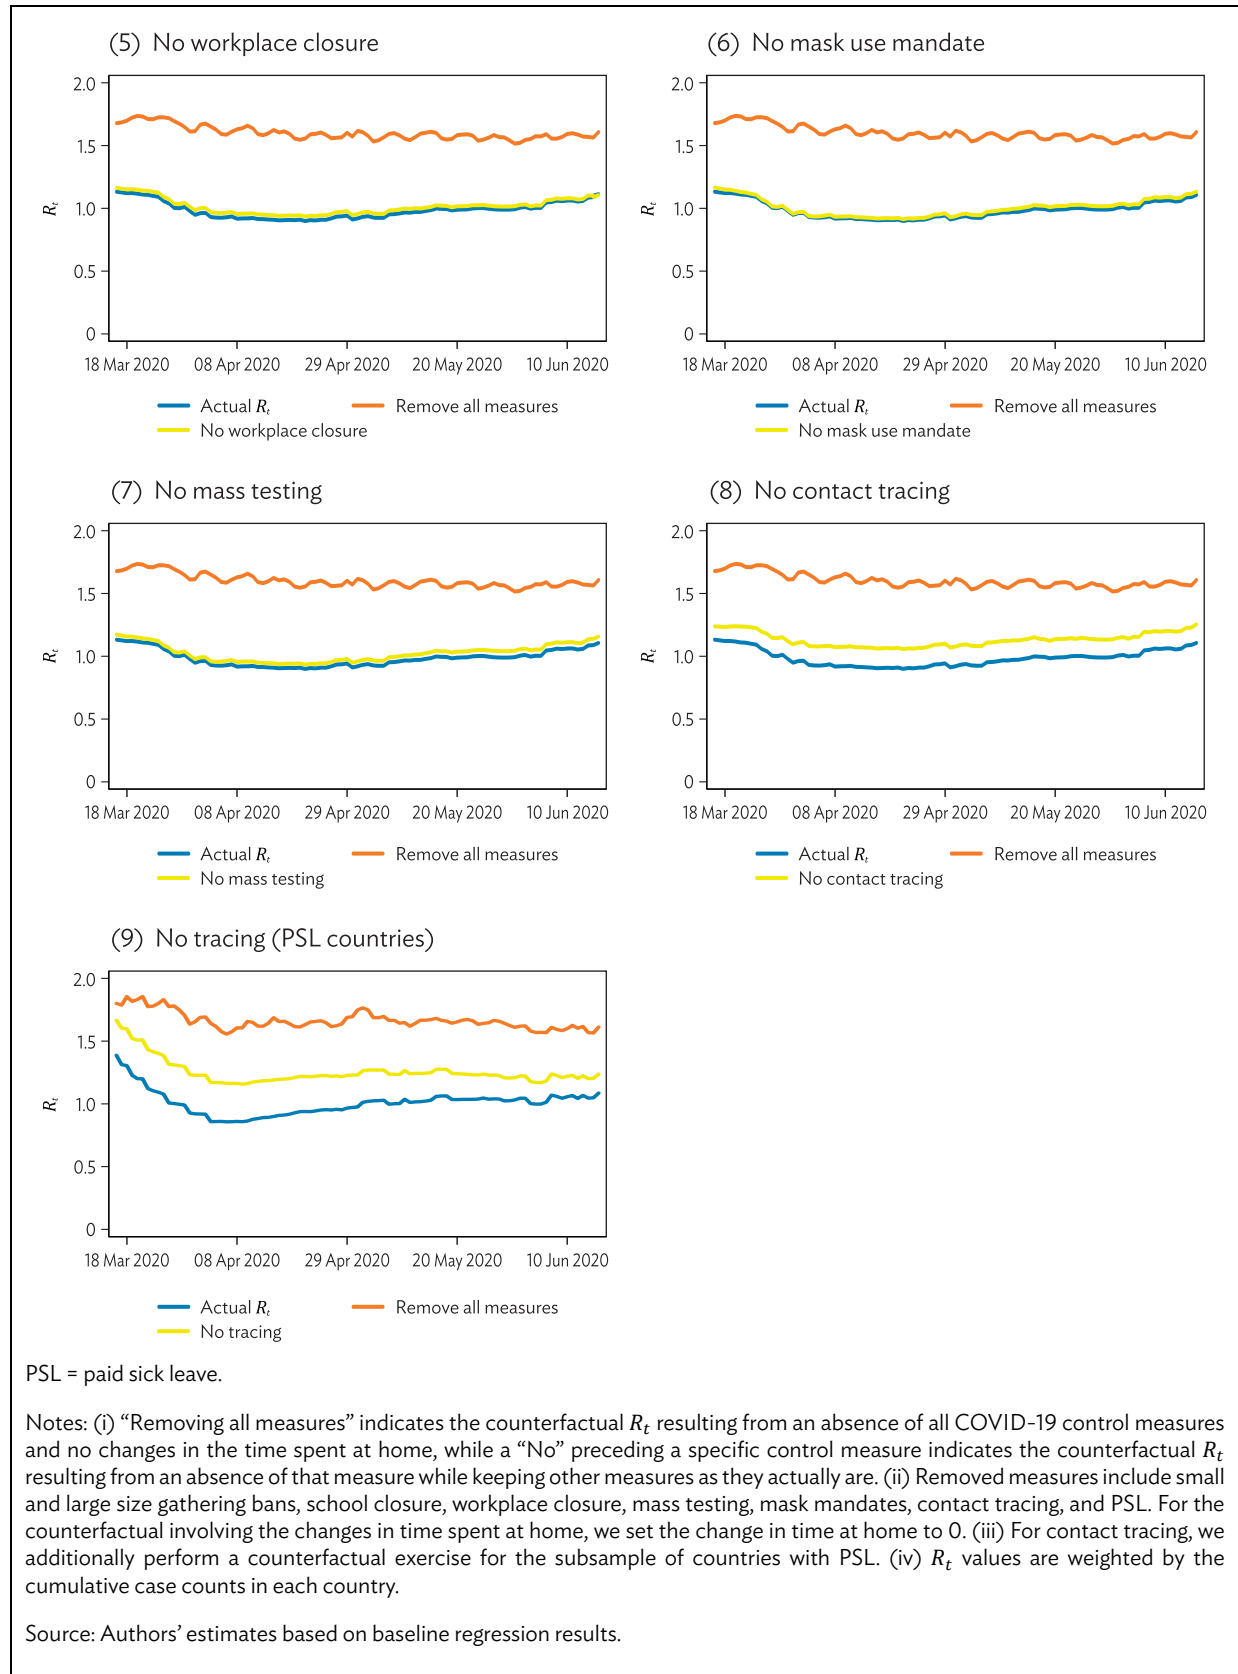 (5) No workplace closure
2.0
1.5
1.0
0.5
0
R_t
18 Mar 2020 08 Apr 2020 29 Apr 2020 20 May 2020 10 Jun 2020
Actual R_t Remove all measures
No workplace closure
(6) No mask use mandate
2.0
1.5
1.0
0.5
0
R_t
18 Mar 2020 08 Apr 2020 29 Apr 2020 20 May 2020 10 Jun 2020
Actual R_t Remove all measures
No mask use mandate
(7) No mass testing
2.0
1.5
1.0
0.5
0
R_t
18 Mar 2020 08 Apr 2020 29 Apr 2020 20 May 2020 10 Jun 2020
Actual R_t Remove all measures
No mass testing
(8) No contact tracing
2.0
1.5
1.0
0.5
0
R_t
18 Mar 2020 08 Apr 2020 29 Apr 2020 20 May 2020 10 Jun 2020
Actual R_t Remove all measures
No contact tracing
(9) No tracing (PSL countries)
2.0
1.5
1.0
0.5
0
R_t
18 Mar 2020 08 Apr 2020 29 Apr 2020 20 May 2020 10 Jun 2020
Actual R_t Remove all measures
No tracing
PSL = paid sick leave.
Notes: (i) “Removing all measures” indicates the counterfactual R_t resulting from an absence of all COVID-19 control measures
and no changes in the time spent at home, while a “No” preceding a specific control measure indicates the counterfactual R_t
resulting from an absence of that measure while keeping other measures as they actually are. (ii) Removed measures include small
and large size gathering bans, school closure, workplace closure, mass testing, mask mandates, contact tracing, and PSL. For the
counterfactual involving the changes in time spent at home, we set the change in time at home to 0. (iii) For contact tracing, we
additionally perform a counterfactual exercise for the subsample of countries with PSL. (iv) R_t values are weighted by the
cumulative case counts in each country.
Source: Authors’ estimates based on baseline regression results.